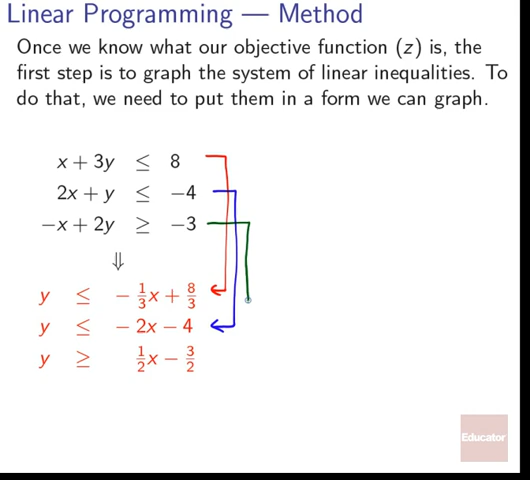 Linear Programming — Method
Once we know what our objective function (z) is, the
first step is to graph the system of linear inequalities. To
do that, we need to put them in a form we can graph.
x + 3y ≤ 8
2x + y ≤ −4
−x + 2y ≥ −3
⇓
y ≤ − 1/3 x + 8/3
y ≤ − 2x − 4
y ≥ 1/2 x − 3/2
Educator